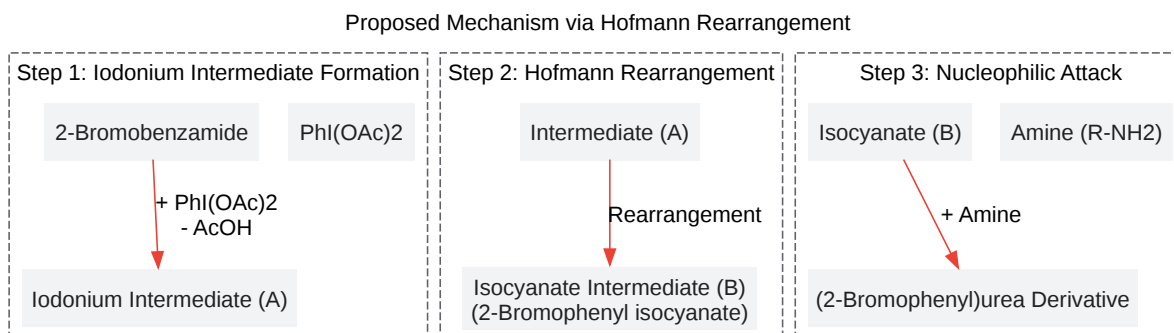 Proposed Mechanism via Hofmann Rearrangement
Step 1: Iodonium Intermediate Formation
2-Bromobenzamide
PhI(OAc)2
+ PhI(OAc)2
- AcOH
Iodonium Intermediate (A)
Step 2: Hofmann Rearrangement
Intermediate (A)
Rearrangement
Isocyanate Intermediate (B)
(2-Bromophenyl isocyanate)
Step 3: Nucleophilic Attack
Isocyanate (B)
Amine (R-NH2)
+ Amine
(2-Bromophenyl)urea Derivative